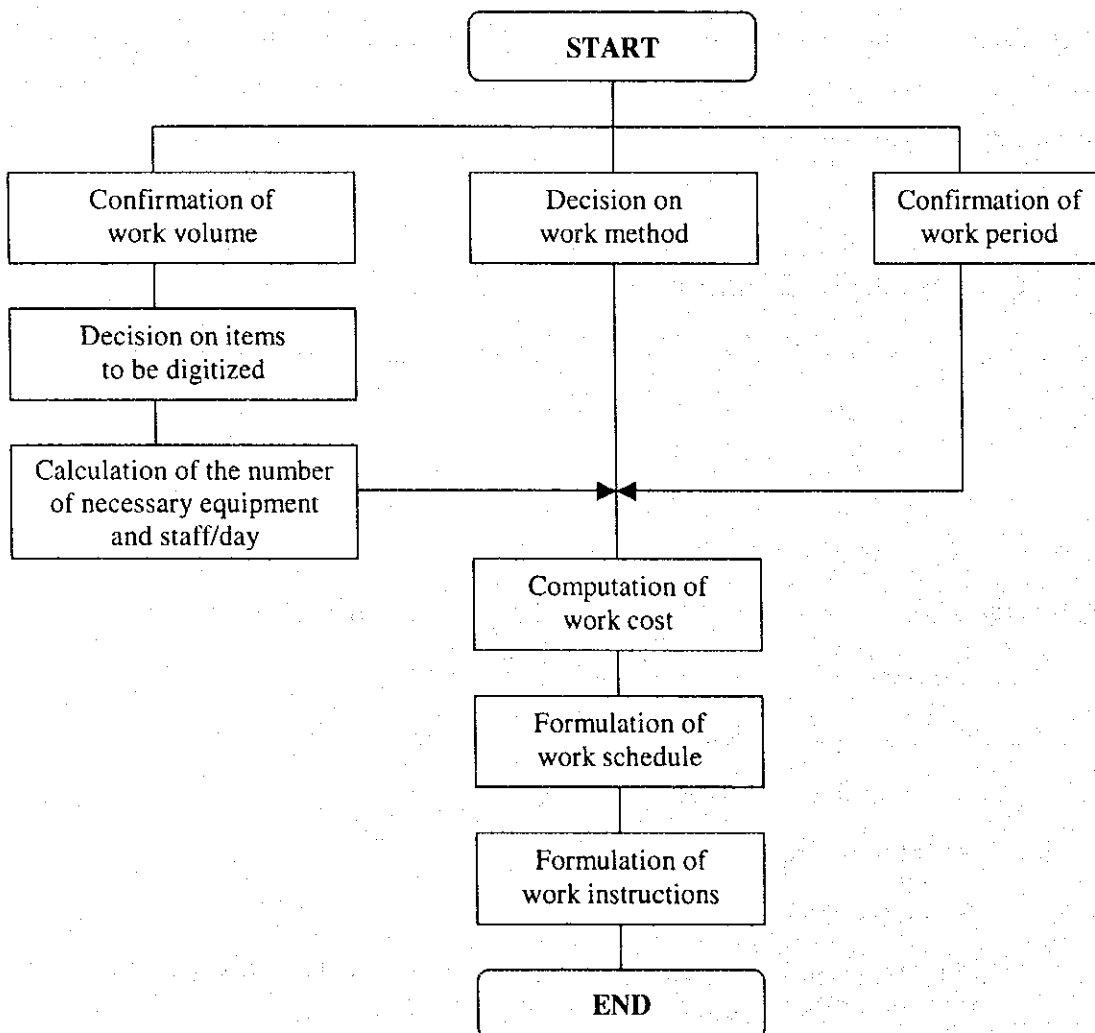 START
Confirmation of
work volume
Decision on
work method
Confirmation of
work period
Decision on items
to be digitized
Calculation of the number
of necessary equipment
and staff/day
Computation of
work cost
Formulation of
work schedule
Formulation of
work instructions
END